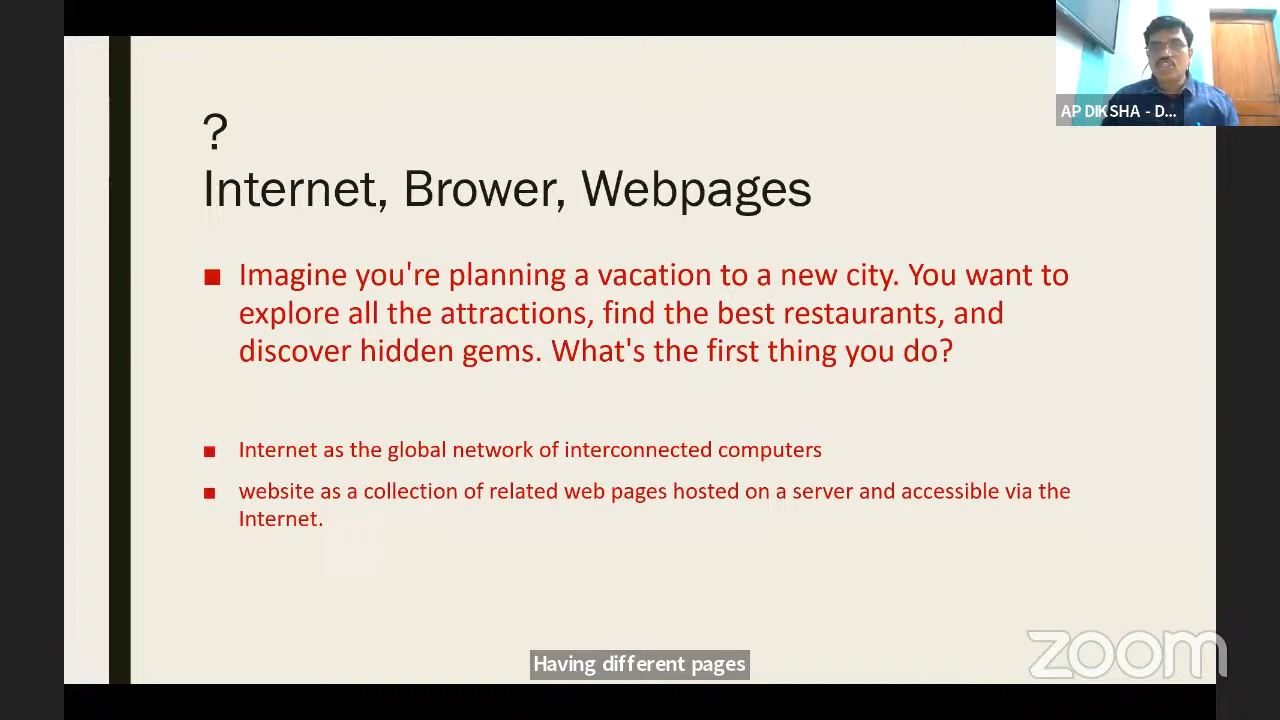 AP DIKSHA - D...
?
Internet, Brower, Webpages
Imagine you're planning a vacation to a new city. You want to
explore all the attractions, find the best restaurants, and
discover hidden gems. What's the first thing you do?
Internet as the global network of interconnected computers
website as a collection of related web pages hosted on a server and accessible via the
Internet.
Having different pages
zoom